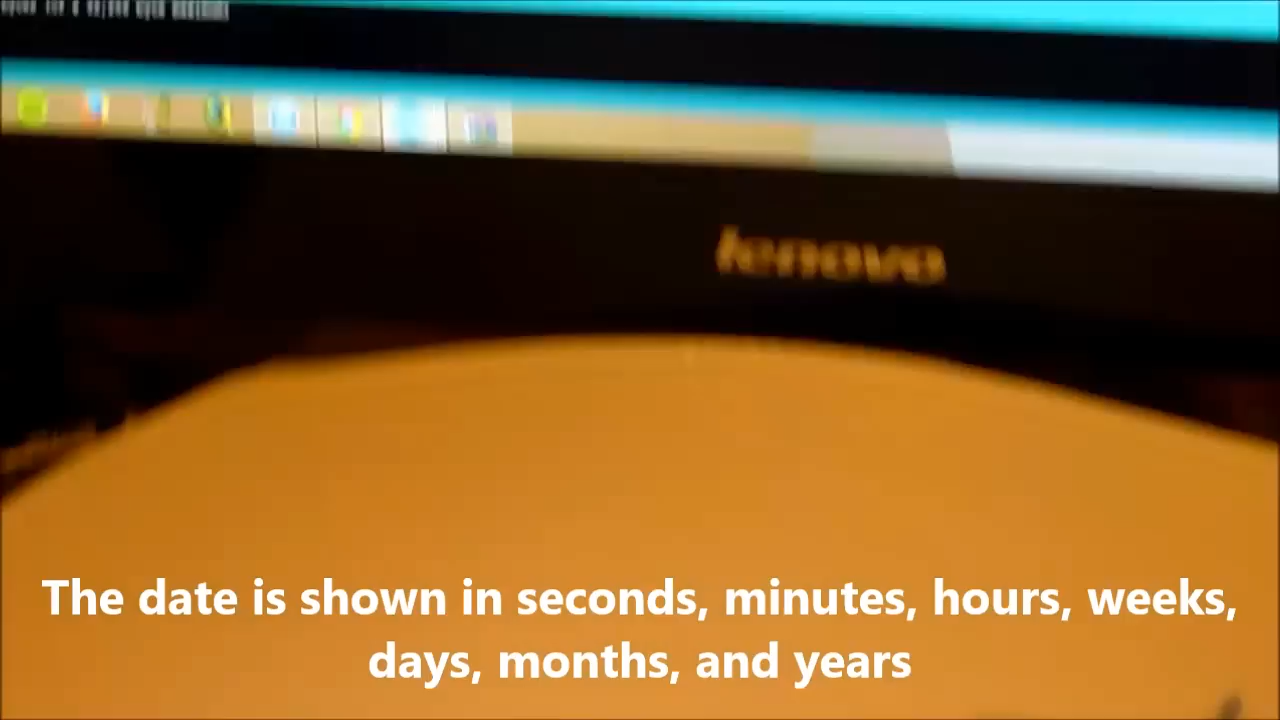 lenovo
The date is shown in seconds, minutes, hours, weeks,
days, months, and years